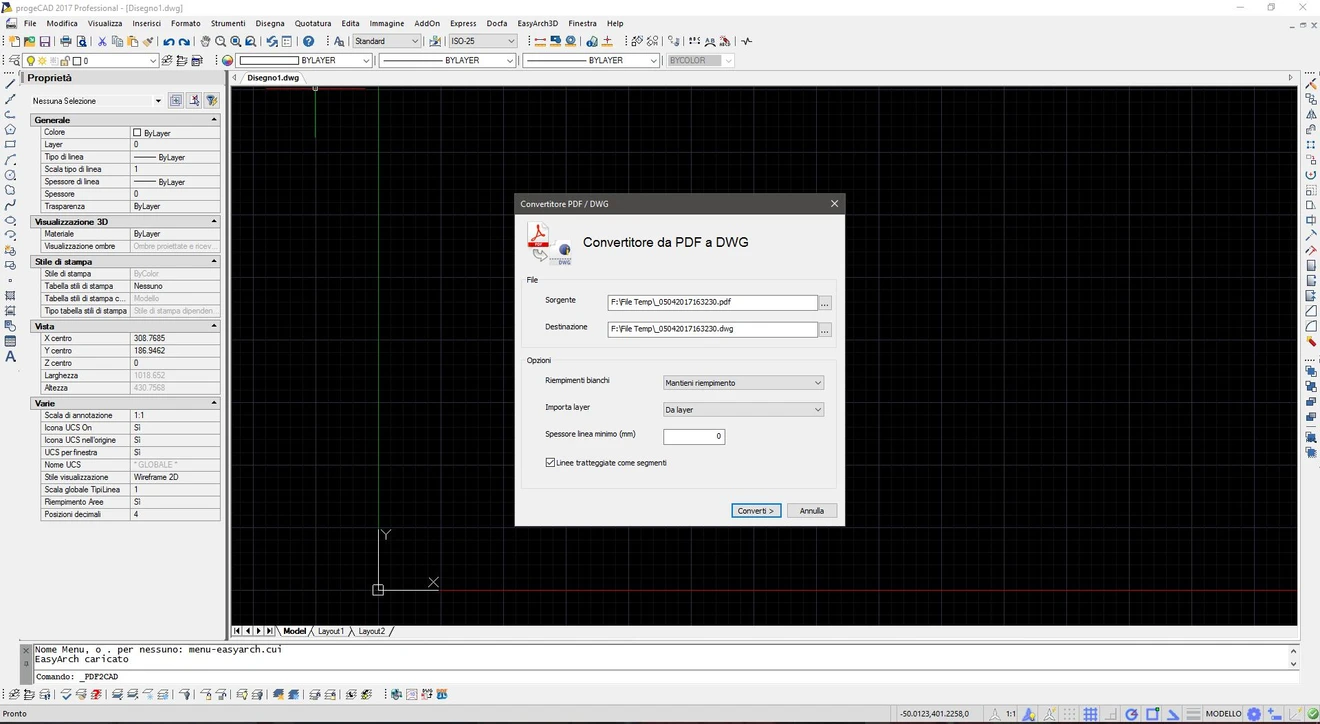 progeCAD 2017 Professional - [Disegno1.dwg]
File Modifica Visualizza Inserisci Formato Strumenti Disegna Quotatura Edita Immagine AddOn Express Docfa EasyArch3D Finestra Help
Standard ISO-25
0 BYLAYER BYLAYER BYLAYER BYCOLOR
Proprietà
Disegno1.dwg
Nessuna Selezione
Generale
Colore ByLayer
Layer 0
Tipo di linea ByLayer
Scala tipo di linea 1
Spessore di linea ByLayer
Spessore 0
Trasparenza ByLayer
Visualizzazione 3D
Materiale ByLayer
Visualizzazione ombre Ombre proiettate e ricev...
Stile di stampa
Stile di stampa ByColor
Tabella stili di stampa Nessuno
Tabella stili di stampa c... Modello
Tipo tabella stili di stampa Stile di stampa dipenden...
Vista
X centro 308.7685
Y centro 186.9462
Z centro 0
Larghezza 1018.652
Altezza 430.7568
Varie
Scala di annotazione 1:1
Icona UCS On Sì
Icona UCS nell'origine Sì
UCS per finestra Sì
Nome UCS " GLOBALE "
Stile visualizzazione Wireframe 2D
Scala globale TipiLinea 1
Riempimento Aree Sì
Posizioni decimali 4
Convertitore PDF / DWG
PDF
DWG
Convertitore da PDF a DWG
File
Sorgente F:\File Temp\_05042017163230.pdf ...
Destinazione F:\File Temp\_05042017163230.dwg ...
Opzioni
Riempimenti bianchi Mantieni riempimento
Importa layer Da layer
Spessore linea minimo (mm) 0
Linee tratteggiate come segmenti
Converti > Annulla
Y
X
Model Layout1 Layout2
Nome Menu, o . per nessuno: menu-easyarch.cui
EasyArch caricato
Comando: _PDF2CAD
Pronto -50.0123,401.2258,0 1:1 MODELLO